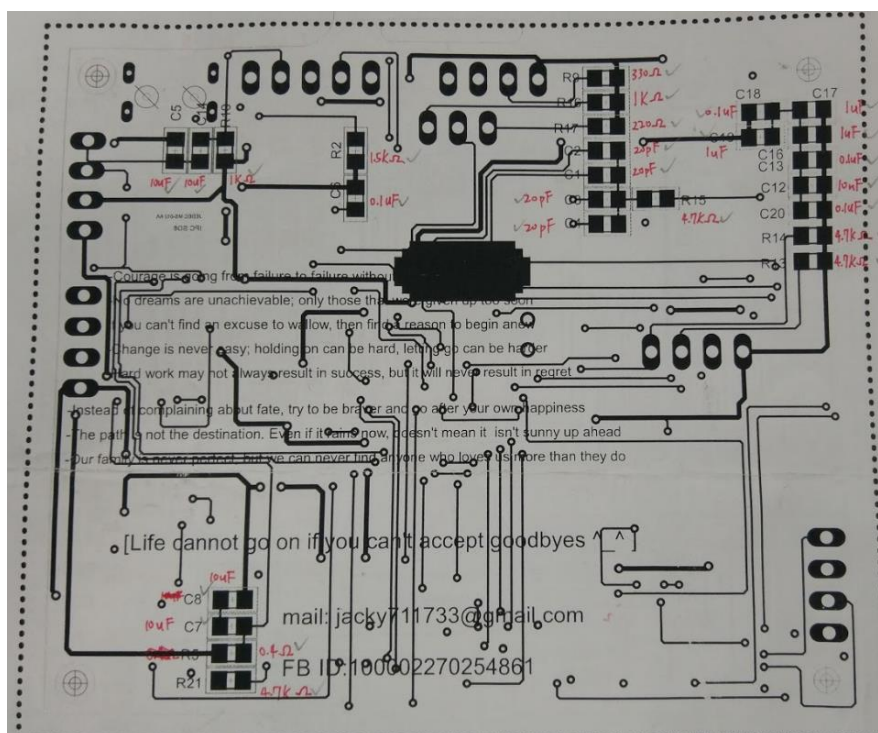 C5
C14
R10
10uF
10uF
1KΩ
R2
1.5KΩ
C6
0.1uF
R9
330Ω
R16
1KΩ
R17
220Ω
C2
20pF
C1
20pF
C3
20pF
R15
4.7KΩ
20pF
C18
C17
0.1uF
1uF
1uF
1uF
C16
C13
0.1uF
C12
C20
0.1uF
R14
4.7KΩ
R13
4.7KΩ
-Courage is going from failure to failure withou
No dreams are unachievable; only those that given up too soon
you can't find an excuse to wallow, then find a reason to begin anew
-Change is never easy; holding on can be hard, letting go can be harder
Hard work may not always result in success, but it will never result in regret
-Instead of complaining about fate, try to be braver and go after your own happiness
-The path is not the destination. Even if it rains now, doesn't mean it isn't sunny up ahead
-Our family is never perfect, but we can never find anyone who loves us more than they do
[Life cannot go on if you can't accept goodbyes ^_^]
10uF
C8
10uF
C7
R5
0.4Ω
R21
4.7KΩ
mail: jacky711733@gmail.com
FB ID:100002270254861